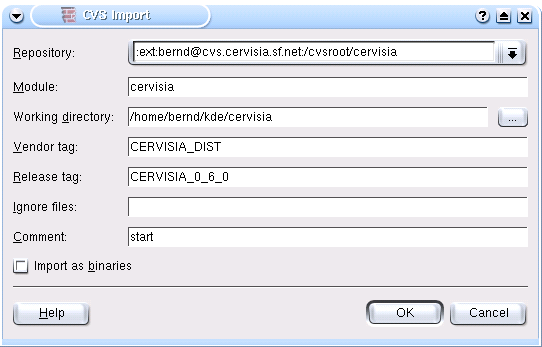 CVS Import
Repository: :ext:bernd@cvs.cervisia.sf.net:/cvsroot/cervisia
Module: cervisia
Working directory: /home/bernd/kde/cervisia ...
Vendor tag: CERVISIA_DIST
Release tag: CERVISIA_0_6_0
Ignore files:
Comment: start
Import as binaries
Help OK Cancel